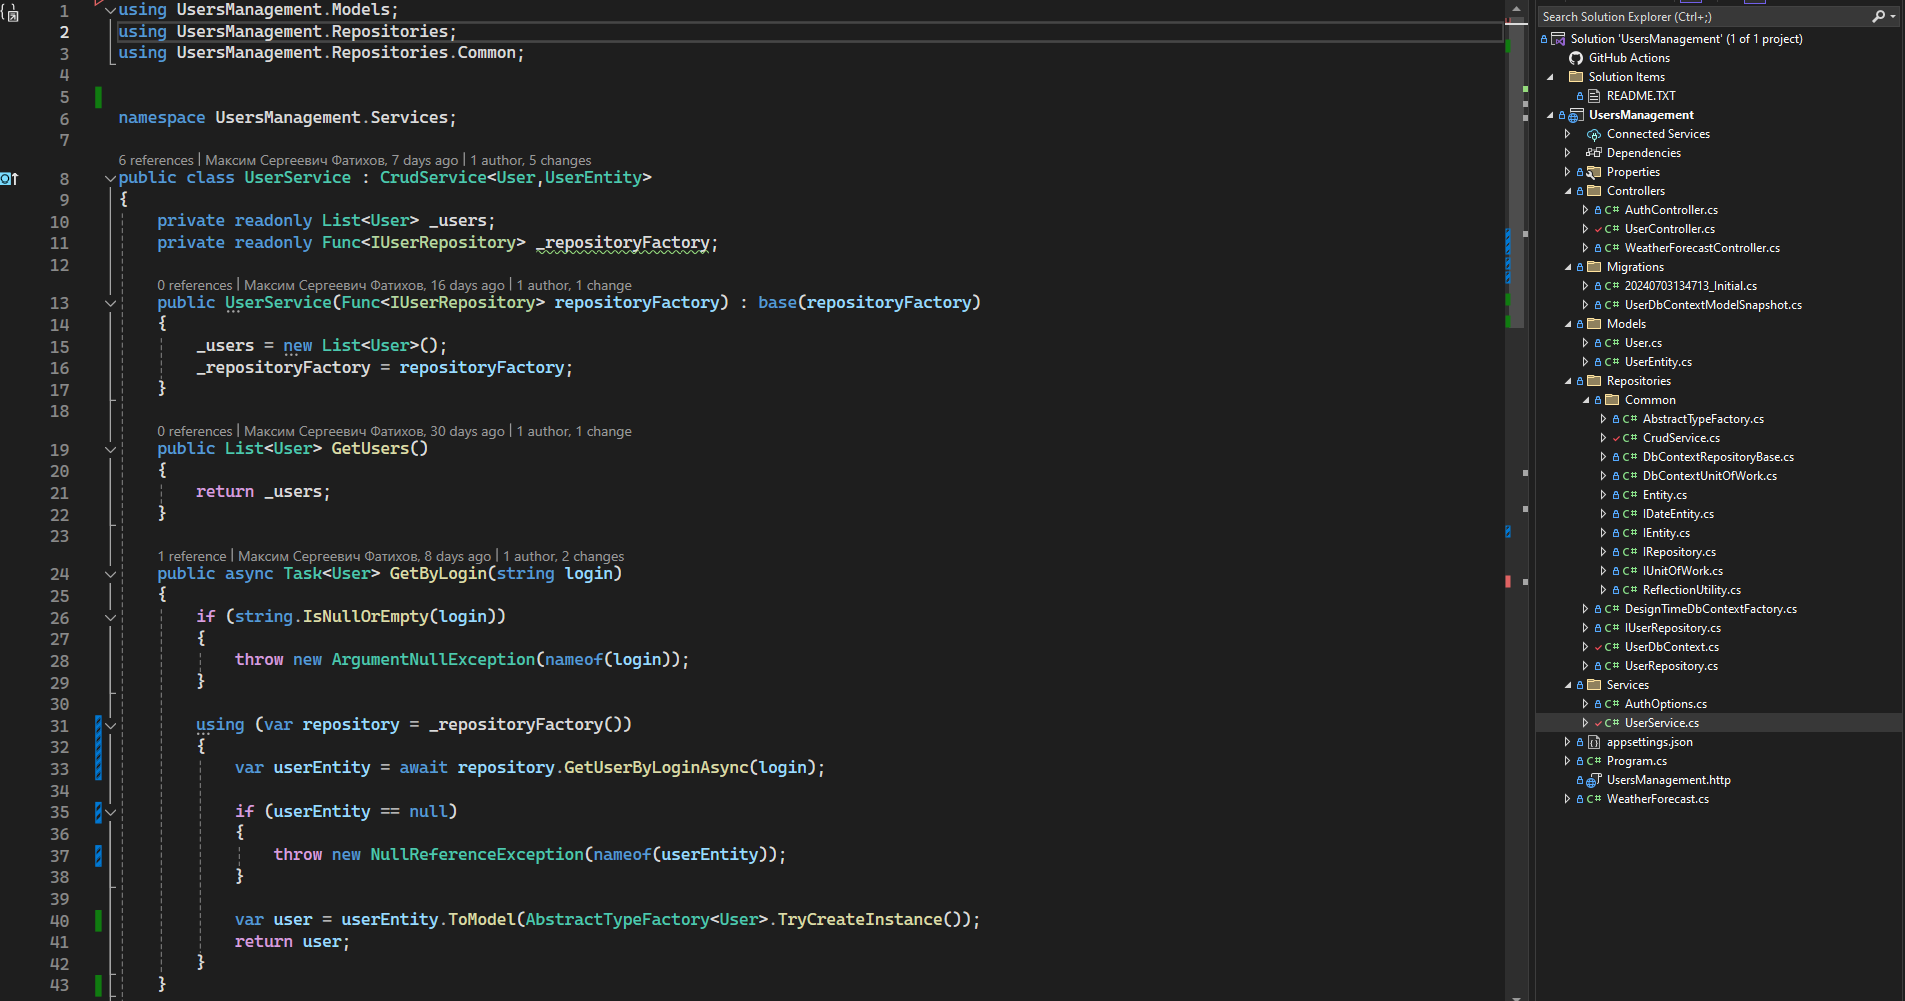 1 using UsersManagement.Models;
2 using UsersManagement.Repositories;
3 using UsersManagement.Repositories.Common;
4
5
6 namespace UsersManagement.Services;
7
6 references | Максим Сергеевич Фатихов, 7 days ago | 1 author, 5 changes
8 public class UserService : CrudService<User,UserEntity>
9 {
10 private readonly List<User> _users;
11 private readonly Func<IUserRepository> _repositoryFactory;
12
0 references | Максим Сергеевич Фатихов, 16 days ago | 1 author, 1 change
13 public UserService(Func<IUserRepository> repositoryFactory) : base(repositoryFactory)
14 {
15 _users = new List<User>();
16 _repositoryFactory = repositoryFactory;
17 }
18
0 references | Максим Сергеевич Фатихов, 30 days ago | 1 author, 1 change
19 public List<User> GetUsers()
20 {
21 return _users;
22 }
23
1 reference | Максим Сергеевич Фатихов, 8 days ago | 1 author, 2 changes
24 public async Task<User> GetByLogin(string login)
25 {
26 if (string.IsNullOrEmpty(login))
27 {
28 throw new ArgumentNullException(nameof(login));
29 }
30
31 using (var repository = _repositoryFactory())
32 {
33 var userEntity = await repository.GetUserByLoginAsync(login);
34
35 if (userEntity == null)
36 {
37 throw new NullReferenceException(nameof(userEntity));
38 }
39
40 var user = userEntity.ToModel(AbstractTypeFactory<User>.TryCreateInstance());
41 return user;
42 }
43 }
Search Solution Explorer (Ctrl+;)
Solution 'UsersManagement' (1 of 1 project)
GitHub Actions
Solution Items
README.TXT
UsersManagement
Connected Services
Dependencies
Properties
Controllers
C# AuthController.cs
C# UserController.cs
C# WeatherForecastController.cs
Migrations
C# 20240703134713_Initial.cs
C# UserDbContextModelSnapshot.cs
Models
C# User.cs
C# UserEntity.cs
Repositories
Common
C# AbstractTypeFactory.cs
C# CrudService.cs
C# DbContextRepositoryBase.cs
C# DbContextUnitOfWork.cs
C# Entity.cs
C# IDateEntity.cs
C# IEntity.cs
C# IRepository.cs
C# IUnitOfWork.cs
C# ReflectionUtility.cs
C# DesignTimeDbContextFactory.cs
C# IUserRepository.cs
C# UserDbContext.cs
C# UserRepository.cs
Services
C# AuthOptions.cs
C# UserService.cs
appsettings.json
C# Program.cs
UsersManagement.http
C# WeatherForecast.cs